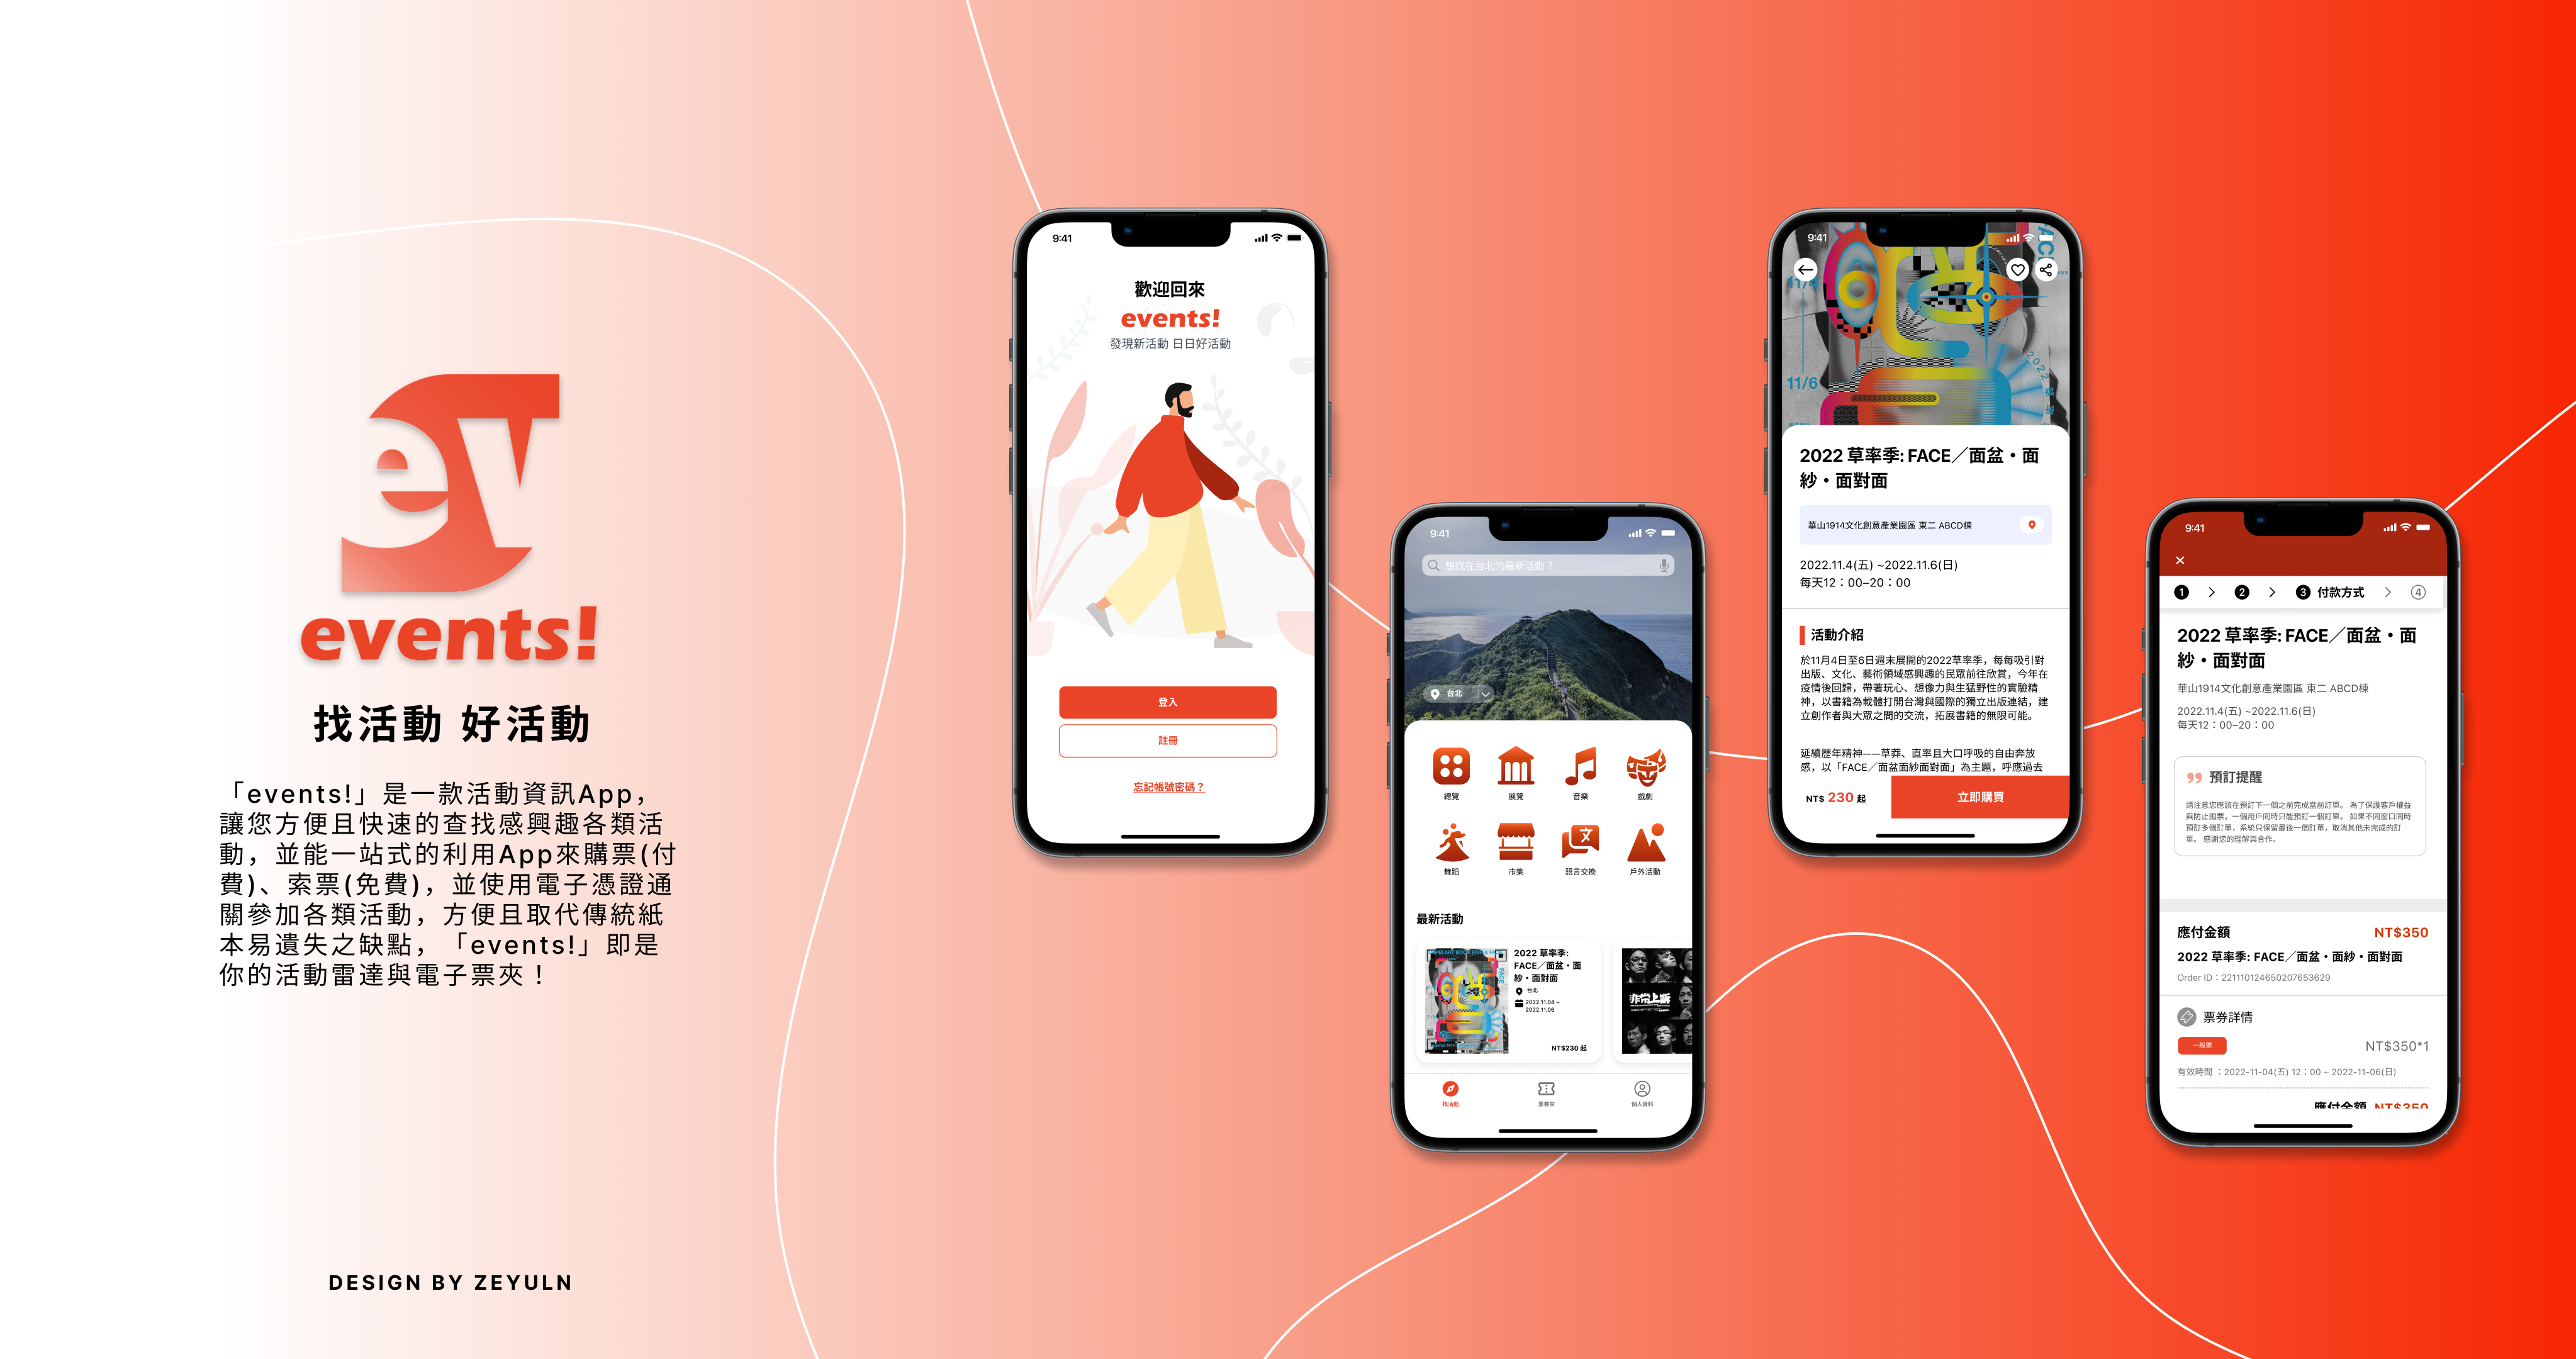 ev
events!
找活動 好活動
「events!」是一款活動資訊App，
讓您方便且快速的查找感興趣各類活
動，並能一站式的利用App來購票(付
費)、索票(免費)，並使用電子憑證通
關參加各類活動，方便且取代傳統紙
本易遺失之缺點，「events!」即是
你的活動雷達與電子票夾！
DESIGN BY ZEYULN
9:41
歡迎回來
events!
發現新活動 日日好活動
登入
註冊
忘記帳號密碼？
9:41
想找在台北的最新活動？
台北
總覽 展覽 音樂 戲劇
舞蹈 市集 語言交換 戶外活動
最新活動
2022 草率季:
FACE／面盆・面
紗・面對面
台北
2022.11.04 ~
2022.11.06
NT$230 起
非常上訴
找活動 票券夾 個人資料
9:41
11/4
11/6
2022
2022 草率季: FACE／面盆・面
紗・面對面
華山1914文化創意產業園區 東二 ABCD棟
2022.11.4(五) ~2022.11.6(日)
每天12：00–20：00
活動介紹
於11月4日至6日週末展開的2022草率季，每每吸引對
出版、文化、藝術領域感興趣的民眾前往欣賞，今年在
疫情後回歸，帶著玩心、想像力與生猛野性的實驗精
神，以書籍為載體打開台灣與國際的獨立出版連結，建
立創作者與大眾之間的交流，拓展書籍的無限可能。
延續歷年精神——草莽、直率且大口呼吸的自由奔放
感，以「FACE／面盆面紗面對面」為主題，呼應過去
NT$ 230 起
立即購買
9:41
1 > 2 > 3 付款方式 > 4
2022 草率季: FACE／面盆・面
紗・面對面
華山1914文化創意產業園區 東二 ABCD棟
2022.11.4(五) ~2022.11.6(日)
每天12：00–20：00
預訂提醒
請注意您應該在預訂下一個之前完成當前訂單。 為了保護客戶權益
與防止囤票，一個用戶同時只能預訂一個訂單。 如果不同窗口同時
預訂多個訂單，系統只保留最後一個訂單，取消其他未完成的訂
單。 感謝您的理解與合作。
應付金額 NT$350
2022 草率季: FACE／面盆・面紗・面對面
Order ID：221110124650207653629
票券詳情
一般票 NT$350*1
有效時間 ：2022-11-04(五) 12：00 ~ 2022-11-06(日)
應付金額 NT$350